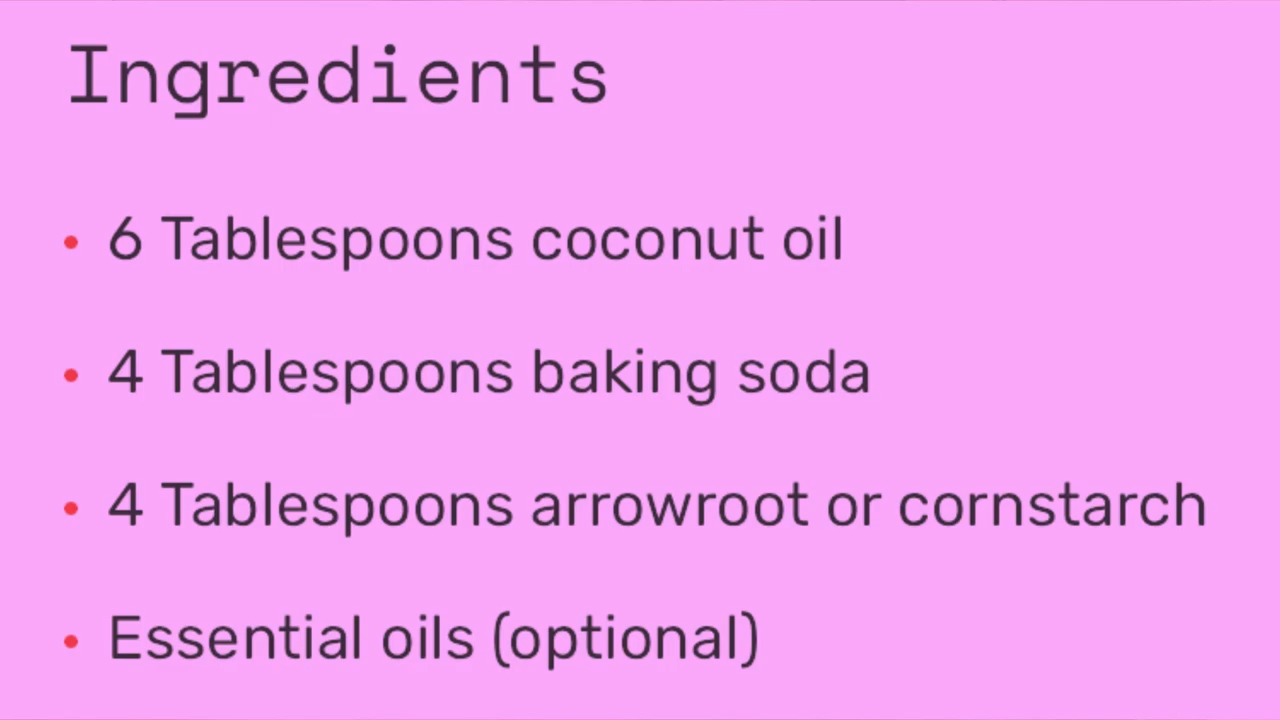 Ingredients
• 6 Tablespoons coconut oil
• 4 Tablespoons baking soda
• 4 Tablespoons arrowroot or cornstarch
• Essential oils (optional)